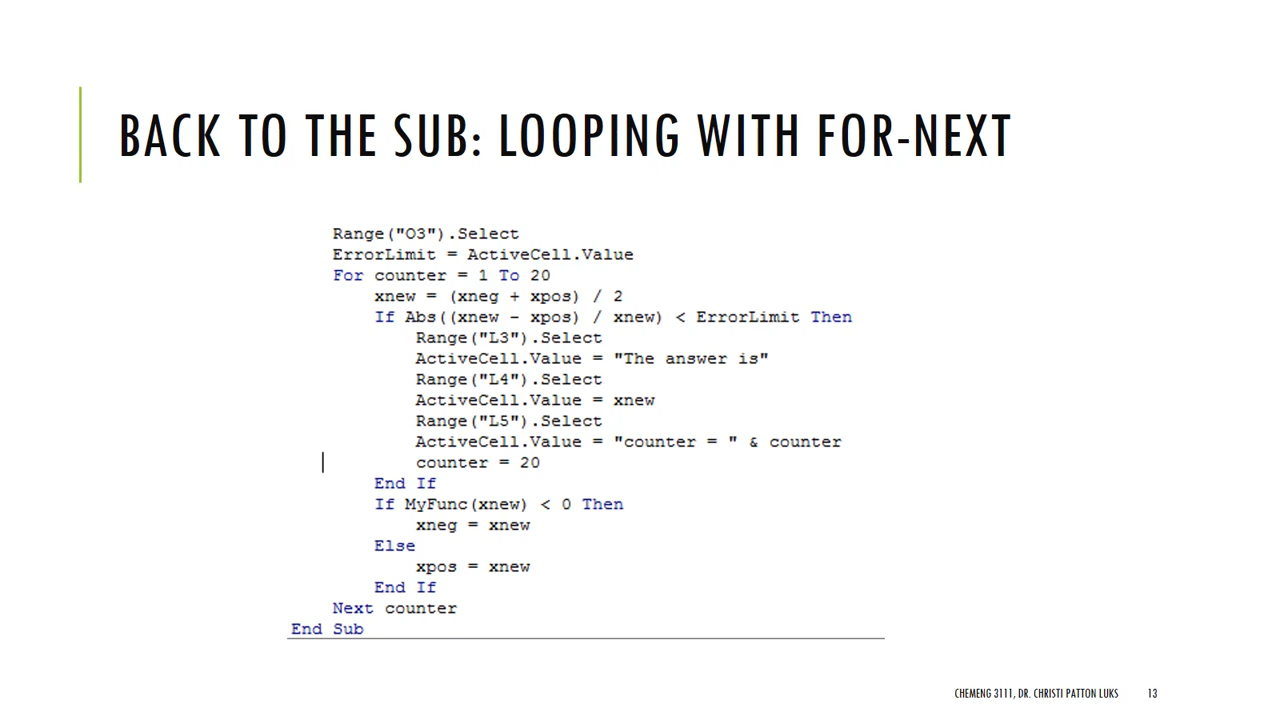 BACK TO THE SUB: LOOPING WITH FOR-NEXT
Range("O3").Select
ErrorLimit = ActiveCell.Value
For counter = 1 To 20
xnew = (xneg + xpos) / 2
If Abs((xnew - xpos) / xnew) < ErrorLimit Then
Range("L3").Select
ActiveCell.Value = "The answer is"
Range("L4").Select
ActiveCell.Value = xnew
Range("L5").Select
ActiveCell.Value = "counter = " & counter
counter = 20
End If
If MyFunc(xnew) < 0 Then
xneg = xnew
Else
xpos = xnew
End If
Next counter
End Sub
CHEMENG 3111, DR. CHRISTI PATTON LUKS 13